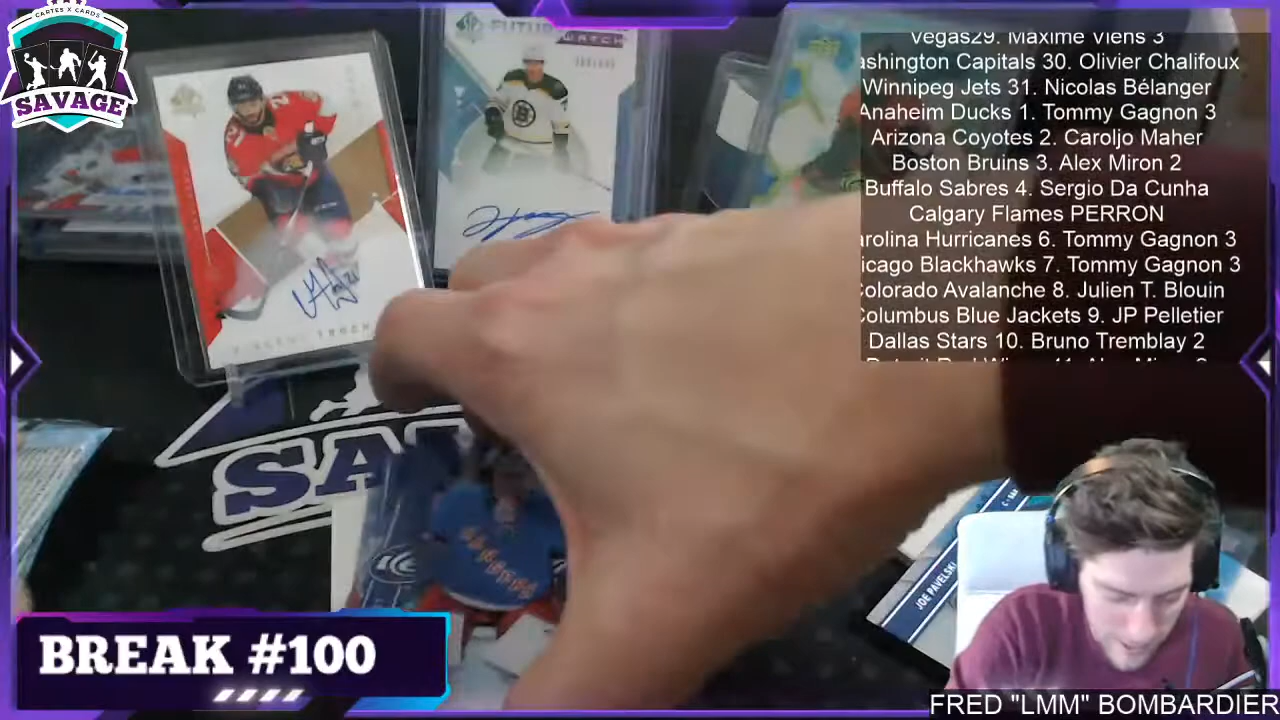 CARTES X CARDS
SAVAGE
FUTURE
WATCH
Vegas29. Maxime Viens 3
ashington Capitals 30. Olivier Chalifoux
Winnipeg Jets 31. Nicolas Bélanger
Anaheim Ducks 1. Tommy Gagnon 3
Arizona Coyotes 2. Caroljo Maher
Boston Bruins 3. Alex Miron 2
Buffalo Sabres 4. Sergio Da Cunha
Calgary Flames PERRON
arolina Hurricanes 6. Tommy Gagnon 3
icago Blackhawks 7. Tommy Gagnon 3
Colorado Avalanche 8. Julien T. Blouin
Columbus Blue Jackets 9. JP Pelletier
Dallas Stars 10. Bruno Tremblay 2
SA
JOE PAVELSKI
BREAK #100
FRED "LMM" BOMBARDIER